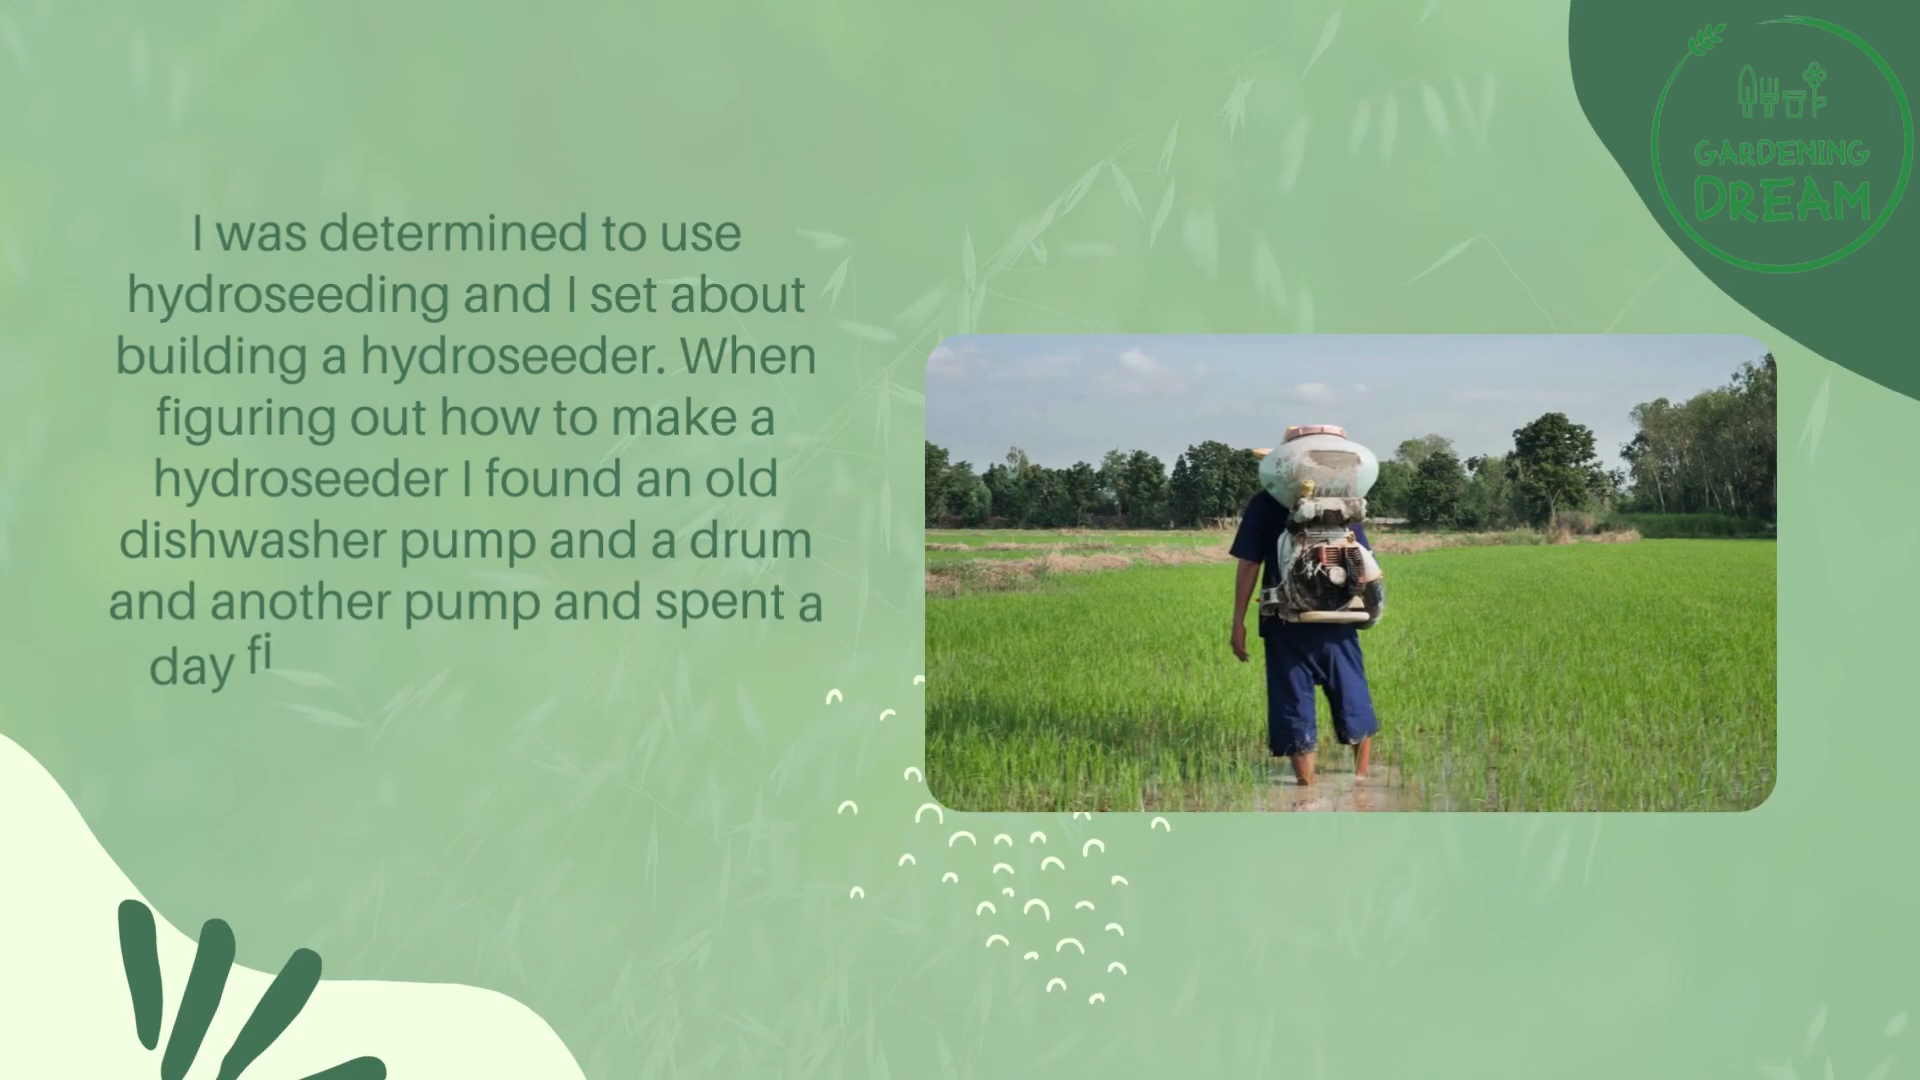 I was determined to use
hydroseeding and I set about
building a hydroseeder. When
figuring out how to make a
hydroseeder I found an old
dishwasher pump and a drum
and another pump and spent a
day fi
GARDENING
DREAM